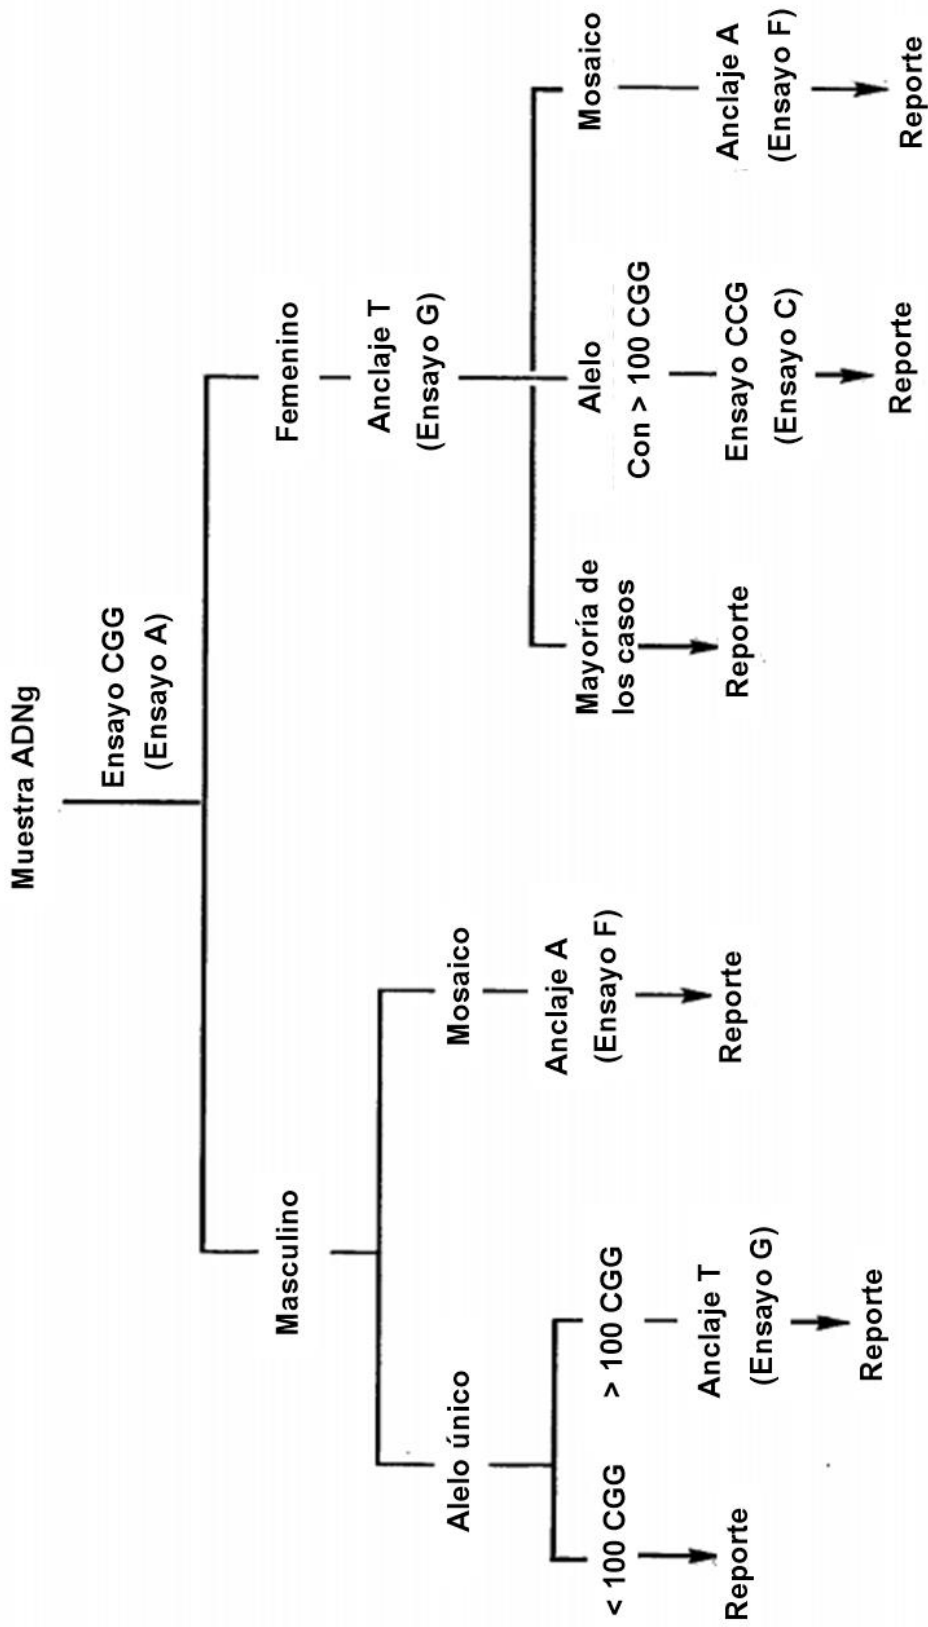 Muestra ADNg
Ensayo CGG
(Ensayo A)
Masculino
Femenino
Alelo único
Mosaico
Anclaje T
(Ensayo G)
< 100 CGG
> 100 CGG
Anclaje A
(Ensayo F)
Mayoría de
los casos
Alelo
Con > 100 CGG
Mosaico
Reporte
Anclaje T
(Ensayo G)
Reporte
Reporte
Reporte
Ensayo CCG
(Ensayo C)
Reporte
Anclaje A
(Ensayo F)
Reporte